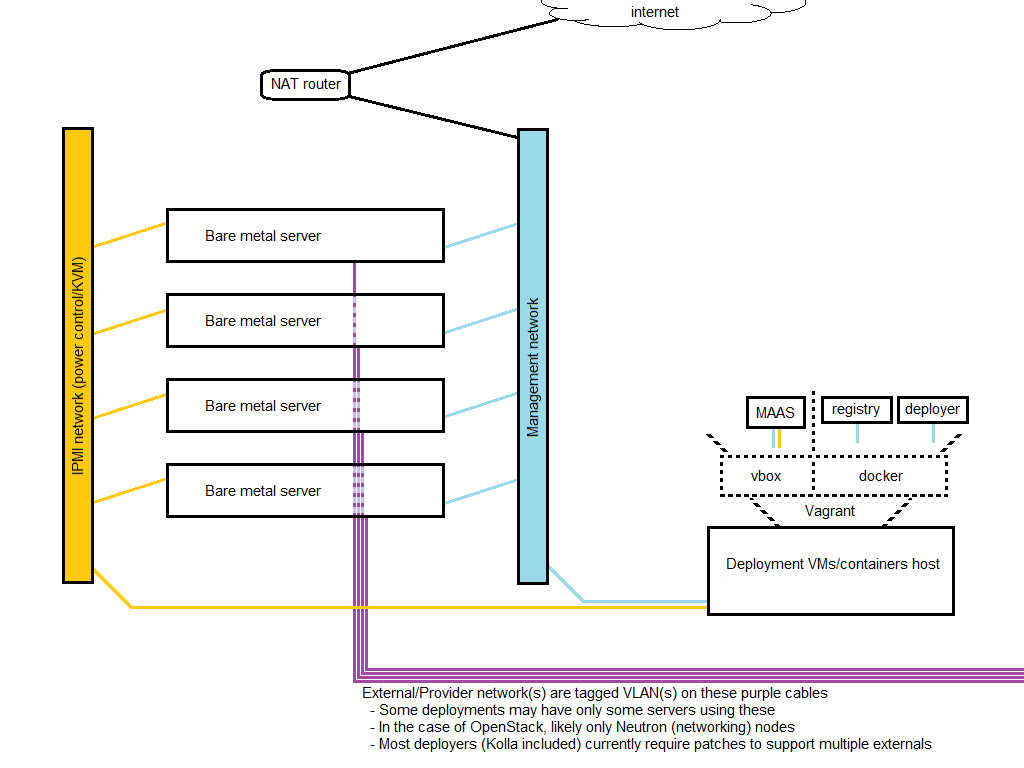 internet
NAT router
IPMI network (power control/KVM)
Bare metal server
Bare metal server
Bare metal server
Bare metal server
Management network
MAAS
registry
deployer
vbox
docker
Vagrant
Deployment VMs/containers host
External/Provider network(s) are tagged VLAN(s) on these purple cables
- Some deployments may have only some servers using these
- In the case of OpenStack, likely only Neutron (networking) nodes
- Most deployers (Kolla included) currently require patches to support multiple externals